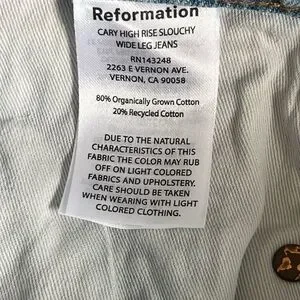 Reformation
CARY HIGH RISE SLOUCHY
WIDE LEG JEANS
RN143248
2263 E VERNON AVE.
VERNON, CA 90058
80% Organically Grown Cotton
20% Recycled Cotton
DUE TO THE NATURAL
CHARACTERISTICS OF THIS
FABRIC THE COLOR MAY RUB
OFF ON LIGHT COLORED
FABRICS AND UPHOLSTERY.
CARE SHOULD BE TAKEN
WHEN WEARING WITH LIGHT
COLORED CLOTHING.